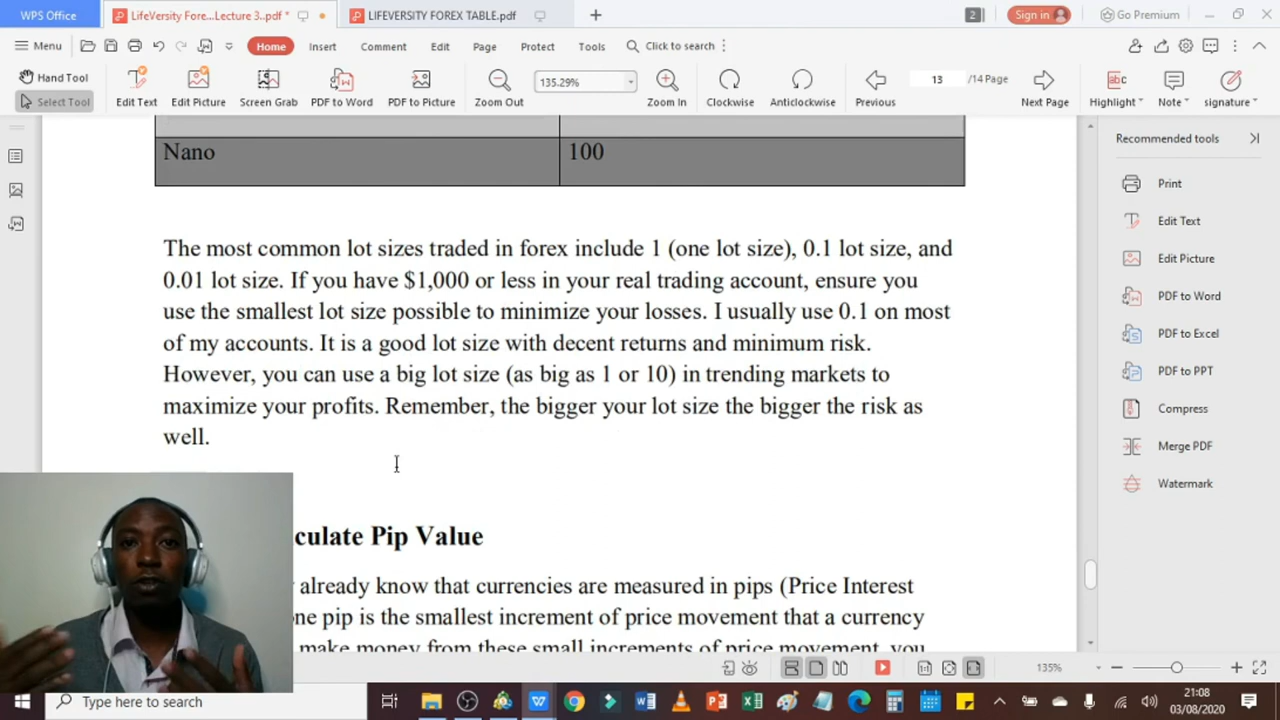 WPS Office
LifeVersity Fore...Lecture 3..pdf *
LIFEVERSITY FOREX TABLE.pdf
2
Sign in
Go Premium
Menu
Home
Insert
Comment
Edit
Page
Protect
Tools
Click to search
Hand Tool
Select Tool
Edit Text
Edit Picture
Screen Grab
PDF to Word
PDF to Picture
Zoom Out
135.29%
Zoom In
Clockwise
Anticlockwise
Previous
13
/14 Page
Next Page
Highlight
Note
signature
Nano
100
The most common lot sizes traded in forex include 1 (one lot size), 0.1 lot size, and
0.01 lot size. If you have $1,000 or less in your real trading account, ensure you
use the smallest lot size possible to minimize your losses. I usually use 0.1 on most
of my accounts. It is a good lot size with decent returns and minimum risk.
However, you can use a big lot size (as big as 1 or 10) in trending markets to
maximize your profits. Remember, the bigger your lot size the bigger the risk as
well.
culate Pip Value
already know that currencies are measured in pips (Price Interest
ne pip is the smallest increment of price movement that a currency
make money from these small increments of price movement, you
Recommended tools
Print
Edit Text
Edit Picture
PDF to Word
PDF to Excel
PDF to PPT
Compress
Merge PDF
Watermark
135%
Type here to search
21:08
03/08/2020